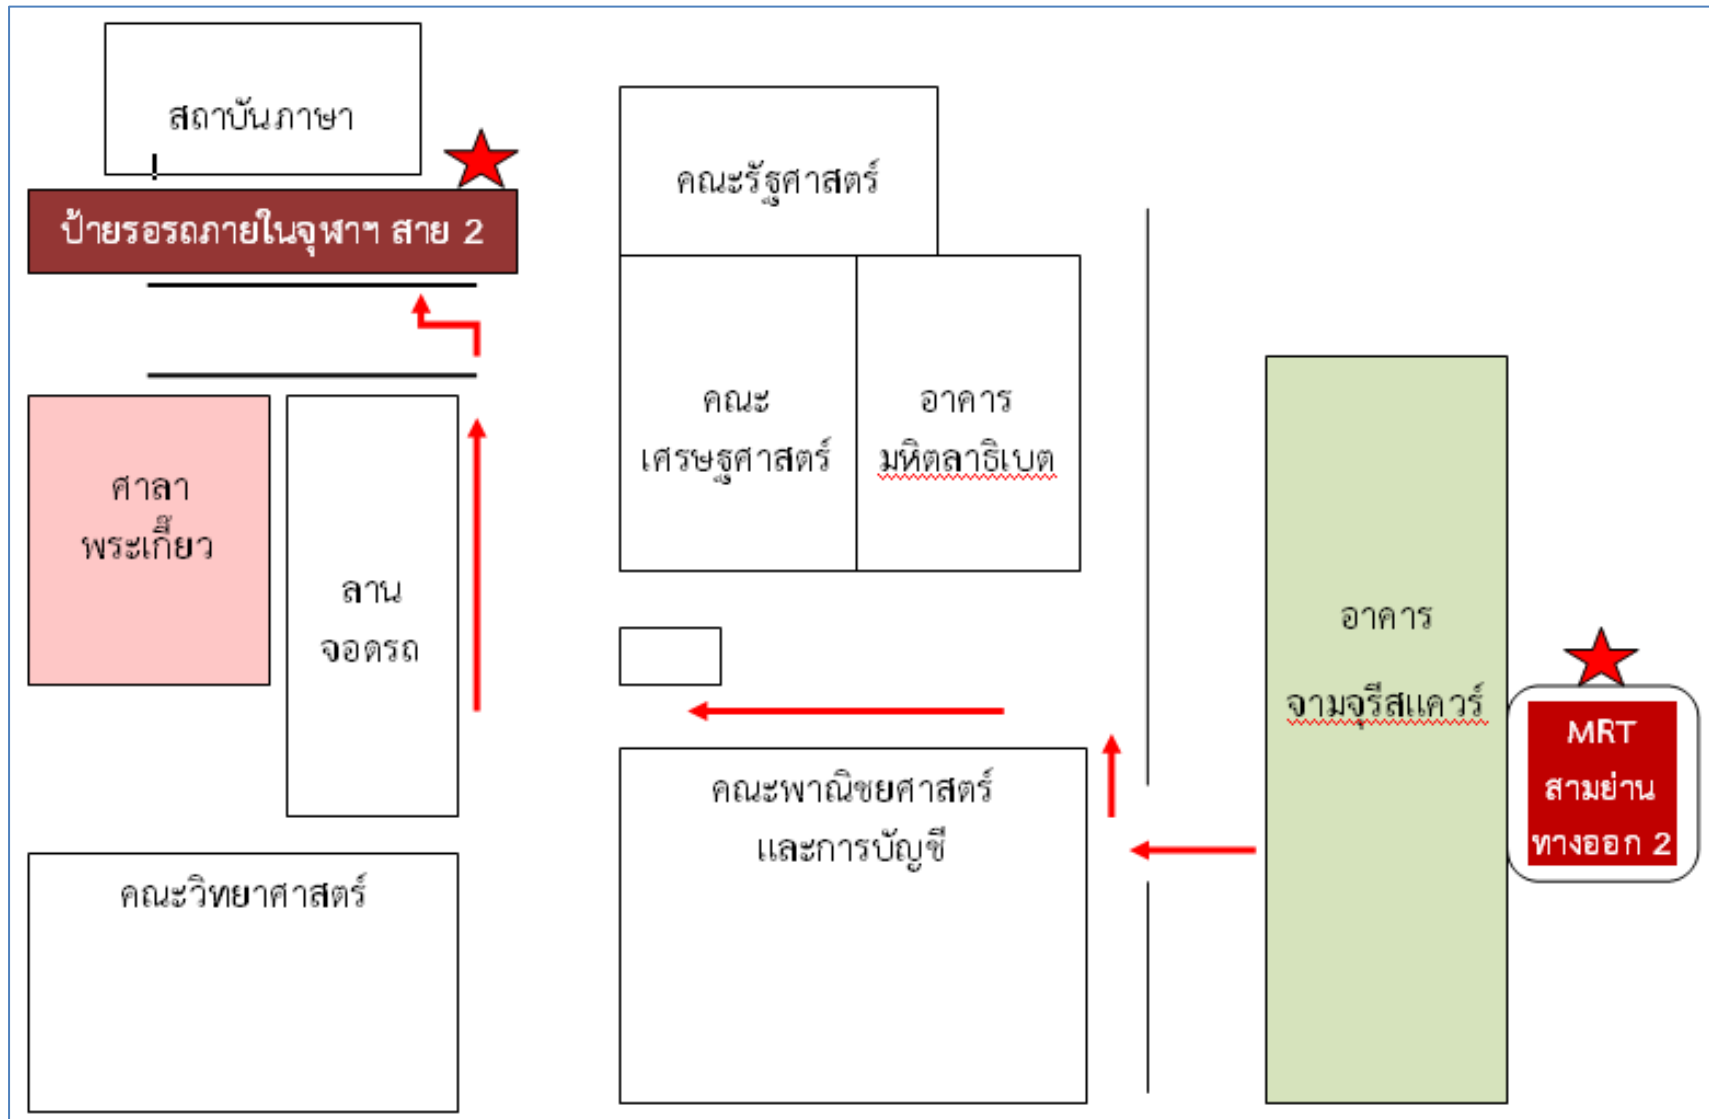 สถาบันภาษา
ป้ายรอรถภายในจุฬาฯ สาย 2
คณะรัฐศาสตร์
คณะ
เศรษฐศาสตร์
อาคาร
มหิตลาธิเบต
ศาลา
พระเกี๊ยว
ลาน
จอดรถ
อาคาร
จามจุรีสแควร์
MRT
สามย่าน
ทางออก 2
คณะพาณิชยศาสตร์
และการบัญชี
คณะวิทยาศาสตร์